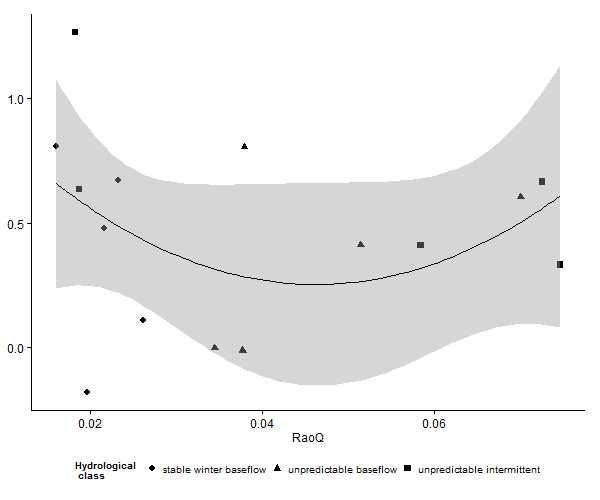 1.0
0.5
0.0
0.02 0.04 0.06
RaoQ
Hydrological
class
stable winter baseflow unpredictable baseflow unpredictable intermittent